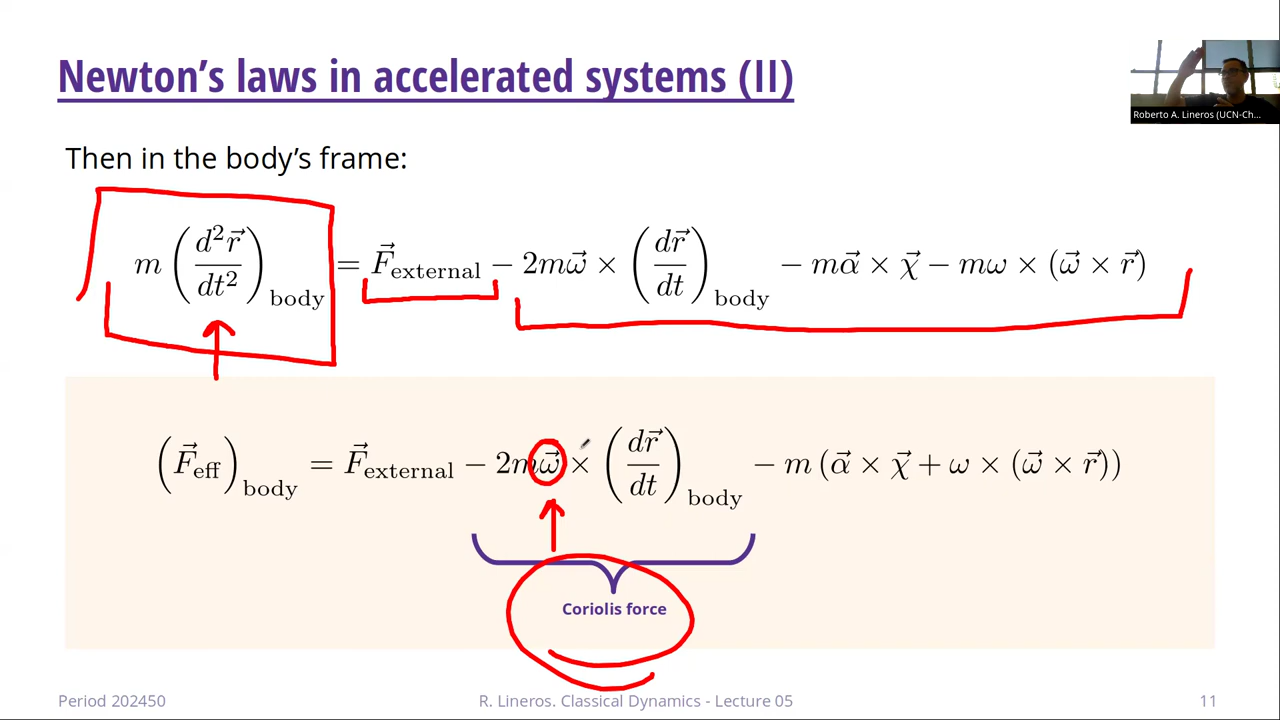 Newton's laws in accelerated systems (II)
Roberto A. Lineros (UCN-Ch...
Then in the body's frame:
m (d²r⃗/dt²)_body = F⃗_external − 2mω⃗ × (dr⃗/dt)_body − mα⃗ × χ⃗ − mω × (ω⃗ × r⃗)
(F⃗_eff)_body = F⃗_external − 2mω⃗ × (dr⃗/dt)_body − m (α⃗ × χ⃗ + ω × (ω⃗ × r⃗))
Coriolis force
Period 202450
R. Lineros. Classical Dynamics - Lecture 05
11